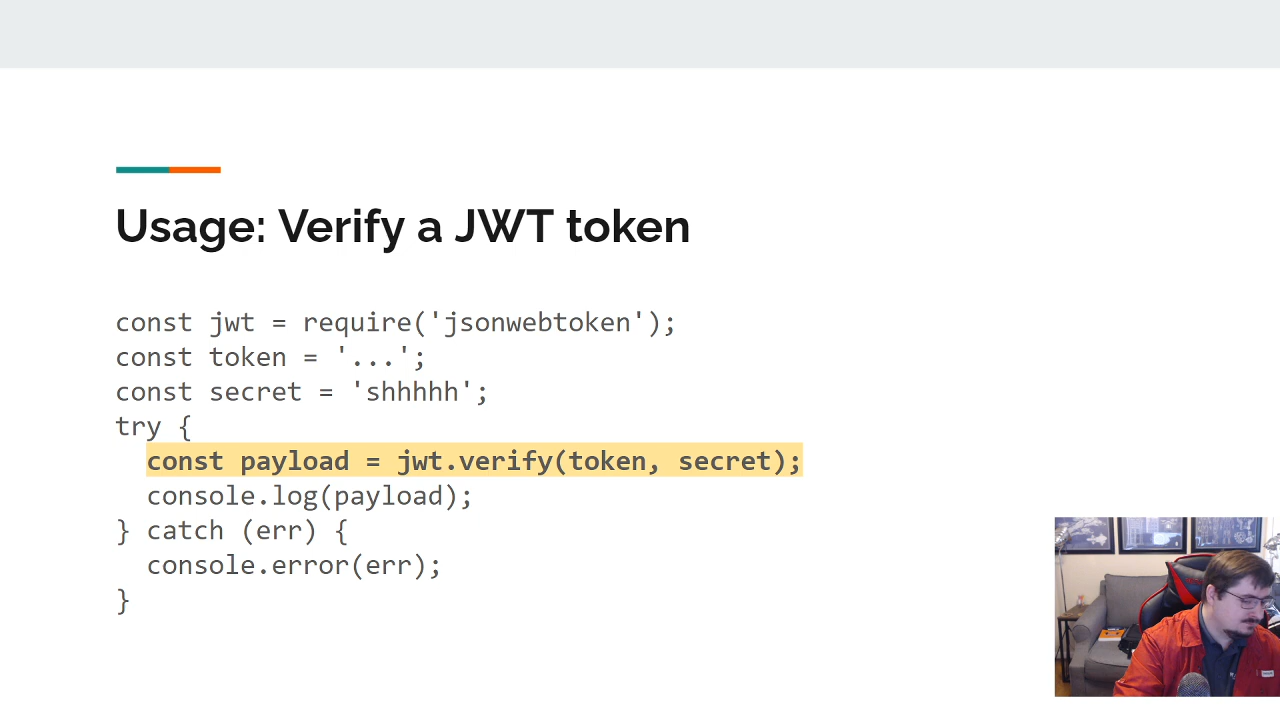 Usage: Verify a JWT token
const jwt = require('jsonwebtoken');
const token = '...';
const secret = 'shhhhh';
try {
  const payload = jwt.verify(token, secret);
  console.log(payload);
} catch (err) {
  console.error(err);
}